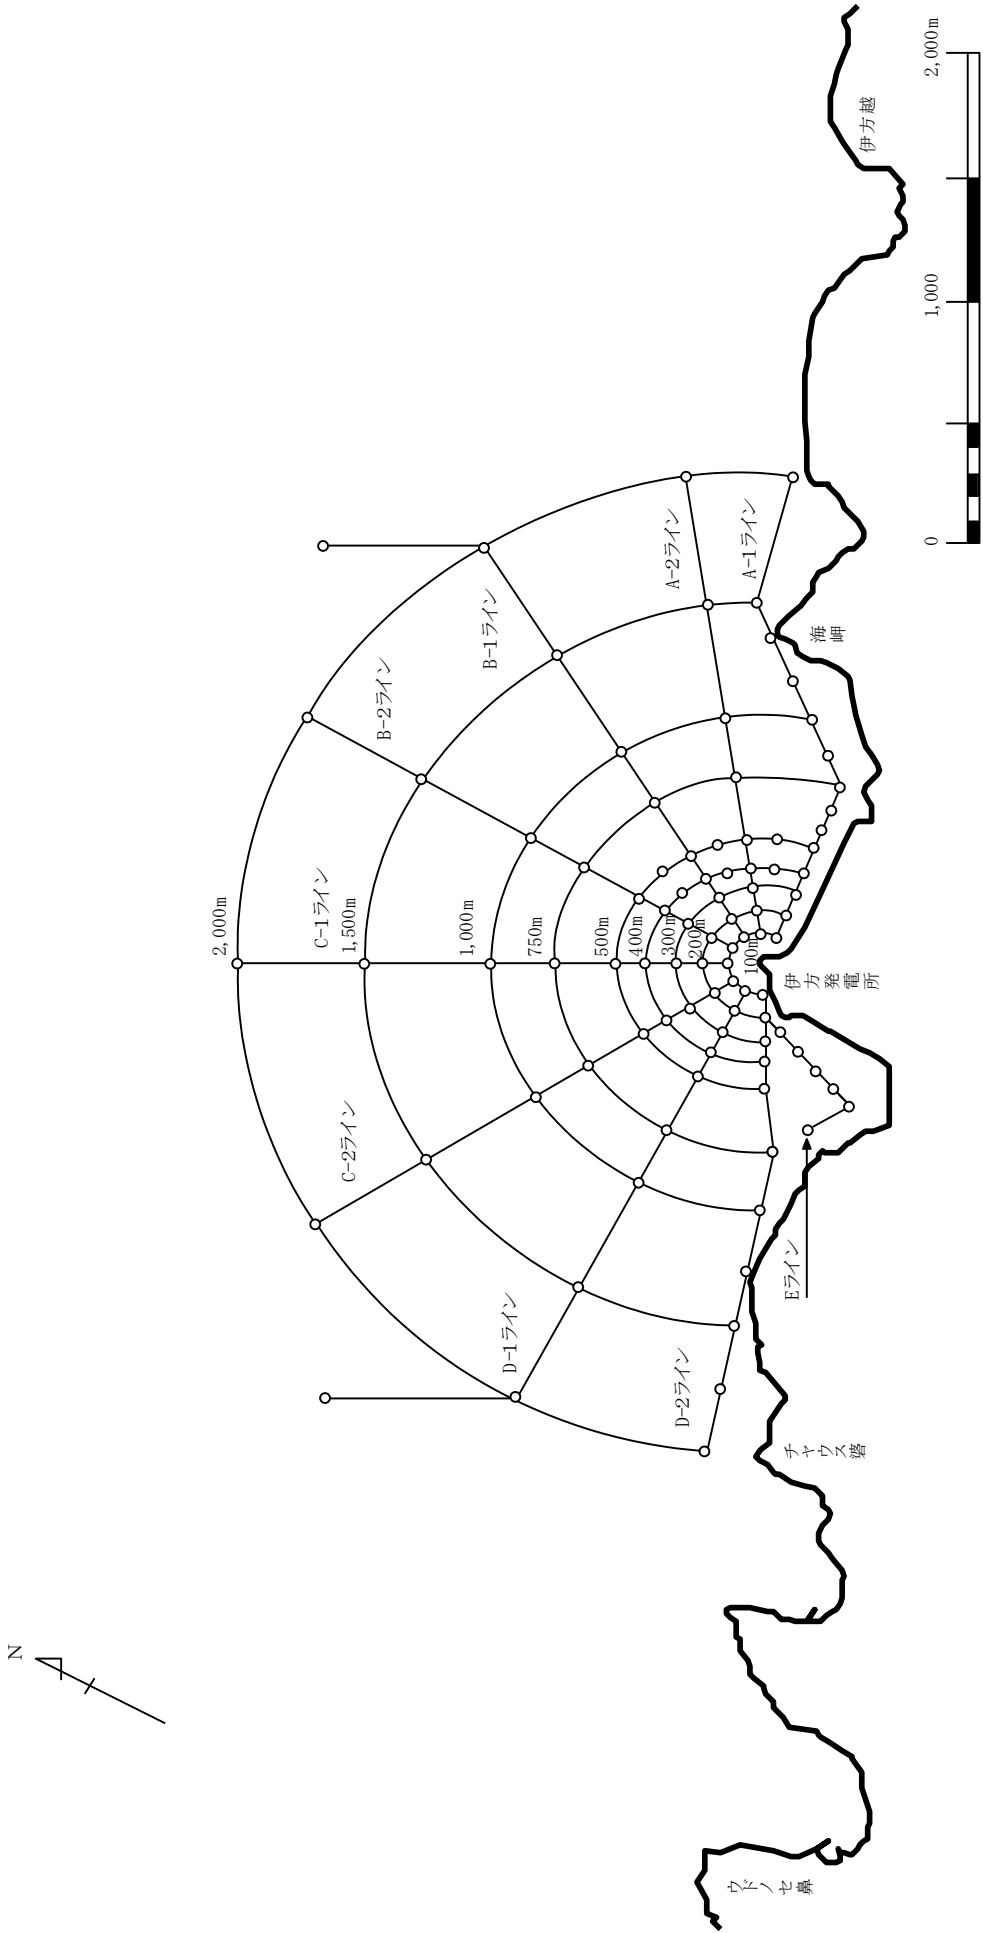 N
2,000m
1,500m
1,000m
750m
500m
400m
300m
200m
100m
C-1ライン
C-2ライン
B-2ライン
B-1ライン
A-2ライン
A-1ライン
D-1ライン
D-2ライン
Eライン
ウドノセ鼻
チャウス碆
伊方発電所
海岬
伊方越
0
1,000
2,000m